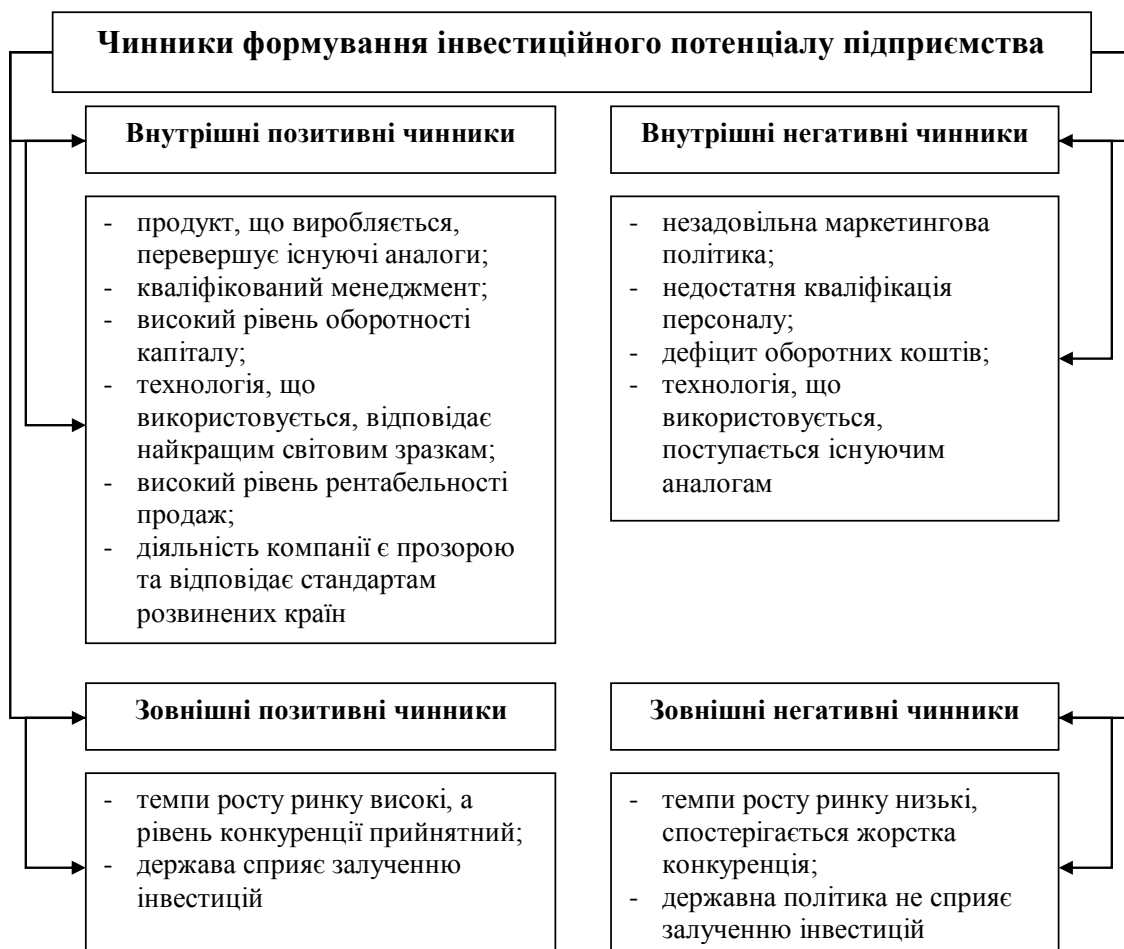 Чинники формування інвестиційного потенціалу підприємства
Внутрішні позитивні чинники
- продукт, що виробляється,
перевершує існуючі аналоги;
- кваліфікований менеджмент;
- високий рівень оборотності
капіталу;
- технологія, що
використовується, відповідає
найкращим світовим зразкам;
- високий рівень рентабельності
продаж;
- діяльність компанії є прозорою
та відповідає стандартам
розвинених країн
Внутрішні негативні чинники
- незадовільна маркетингова
політика;
- недостатня кваліфікація
персоналу;
- дефіцит оборотних коштів;
- технологія, що
використовується,
поступається існуючим
аналогам
Зовнішні позитивні чинники
- темпи росту ринку високі, а
рівень конкуренції прийнятний;
- держава сприяє залученню
інвестицій
Зовнішні негативні чинники
- темпи росту ринку низькі,
спостерігається жорстка
конкуренція;
- державна політика не сприяє
залученню інвестицій